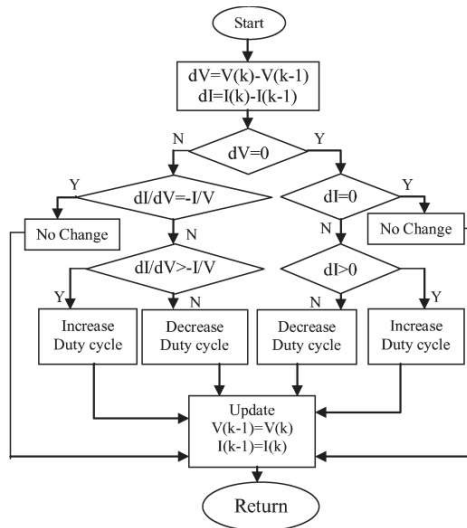 Start
dV=V(k)-V(k-1)
dI=I(k)-I(k-1)
N
Y
dV=0
Y
dI/dV=-I/V
dI=0
Y
No Change
N
N
No Change
dI/dV>-I/V
dI>0
Y
N
N
Y
Increase
Duty cycle
Decrease
Duty cycle
Decrease
Duty cycle
Increase
Duty cycle
Update
V(k-1)=V(k)
I(k-1)=I(k)
Return